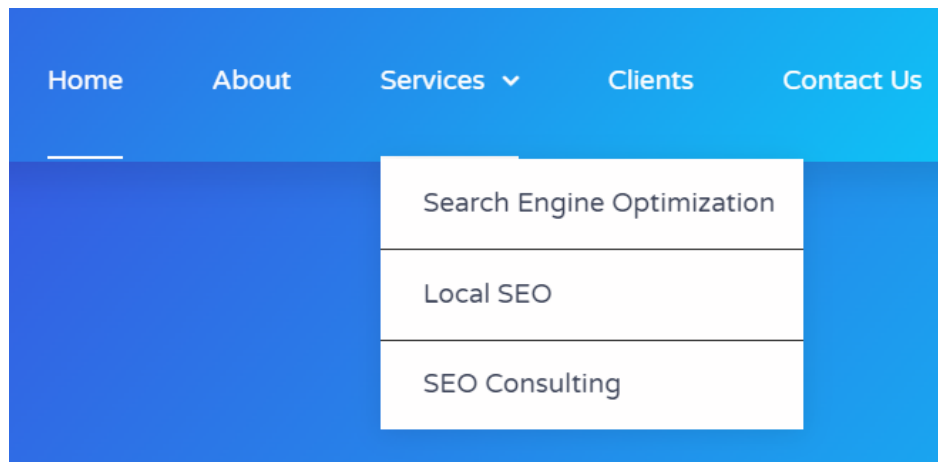 Home About Services Clients Contact Us
Search Engine Optimization
Local SEO
SEO Consulting